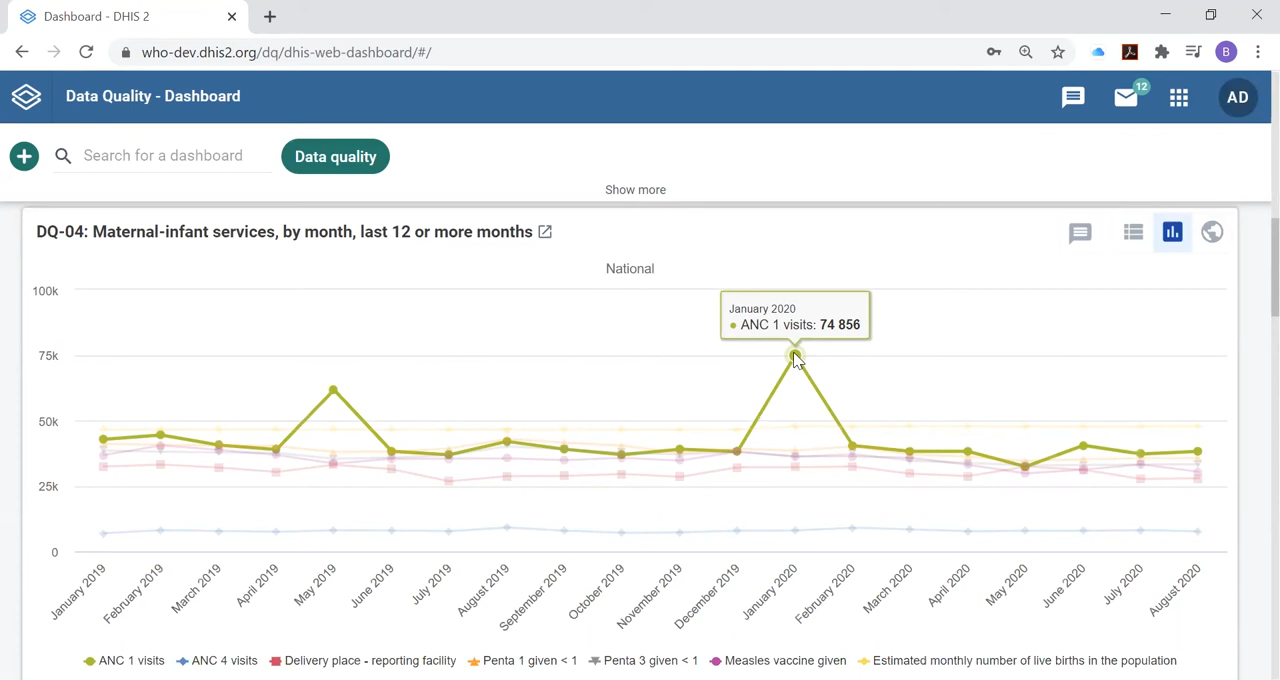 Dashboard - DHIS 2
who-dev.dhis2.org/dq/dhis-web-dashboard/#/
B
Data Quality - Dashboard
12
AD
Search for a dashboard
Data quality
Show more
DQ-04: Maternal-infant services, by month, last 12 or more months
National
100k
75k
50k
25k
0
January 2020
ANC 1 visits: 74 856
January 2019
February 2019
March 2019
April 2019
May 2019
June 2019
July 2019
August 2019
September 2019
October 2019
November 2019
December 2019
January 2020
February 2020
March 2020
April 2020
May 2020
June 2020
July 2020
August 2020
ANC 1 visits ANC 4 visits Delivery place - reporting facility Penta 1 given < 1 Penta 3 given < 1 Measles vaccine given Estimated monthly number of live births in the population